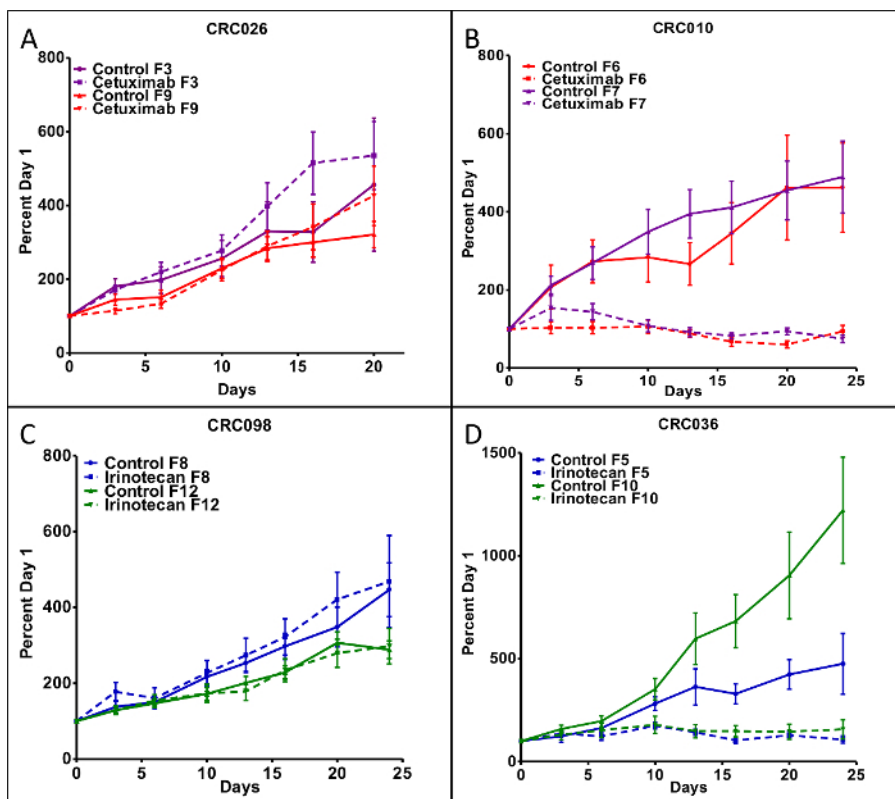 A
CRC026
800
600
400
200
0
Percent Day 1
Control F3
Cetuximab F3
Control F9
Cetuximab F9
0 5 10 15 20
Days
B
CRC010
800
600
400
200
0
Percent Day 1
Control F6
Cetuximab F6
Control F7
Cetuximab F7
0 5 10 15 20 25
Days
C
CRC098
800
600
400
200
0
Percent Day 1
Control F8
Irinotecan F8
Control F12
Irinotecan F12
0 5 10 15 20 25
Days
D
CRC036
1500
1000
500
0
Percent Day 1
Control F5
Irinotecan F5
Control F10
Irinotecan F10
0 5 10 15 20 25
Days